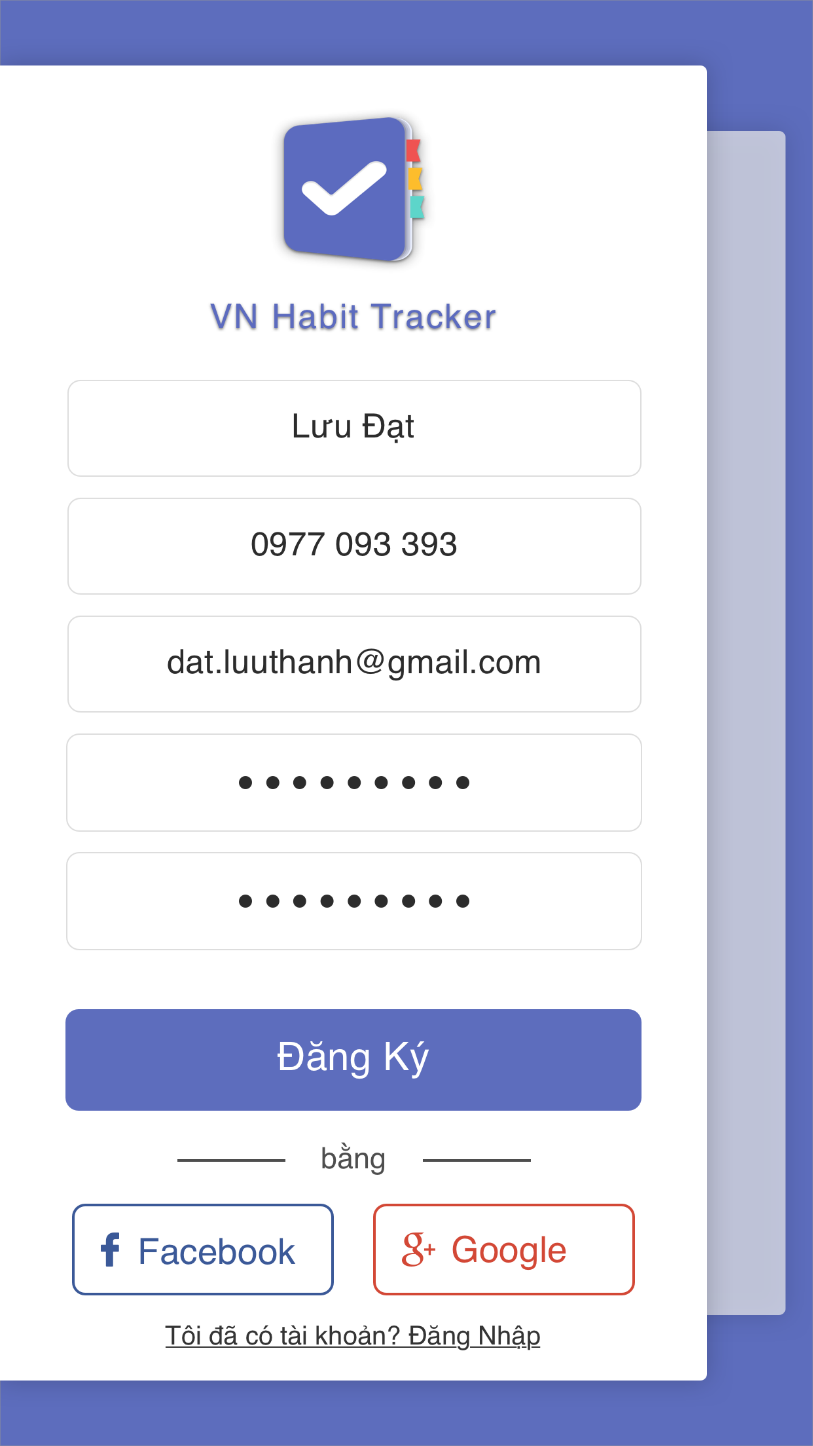 VN Habit Tracker
Lưu Đạt
0977 093 393
dat.luuthanh@gmail.com
•••••••••
•••••••••
Đăng Ký
bằng
f Facebook
g+ Google
Tôi đã có tài khoản? Đăng Nhập